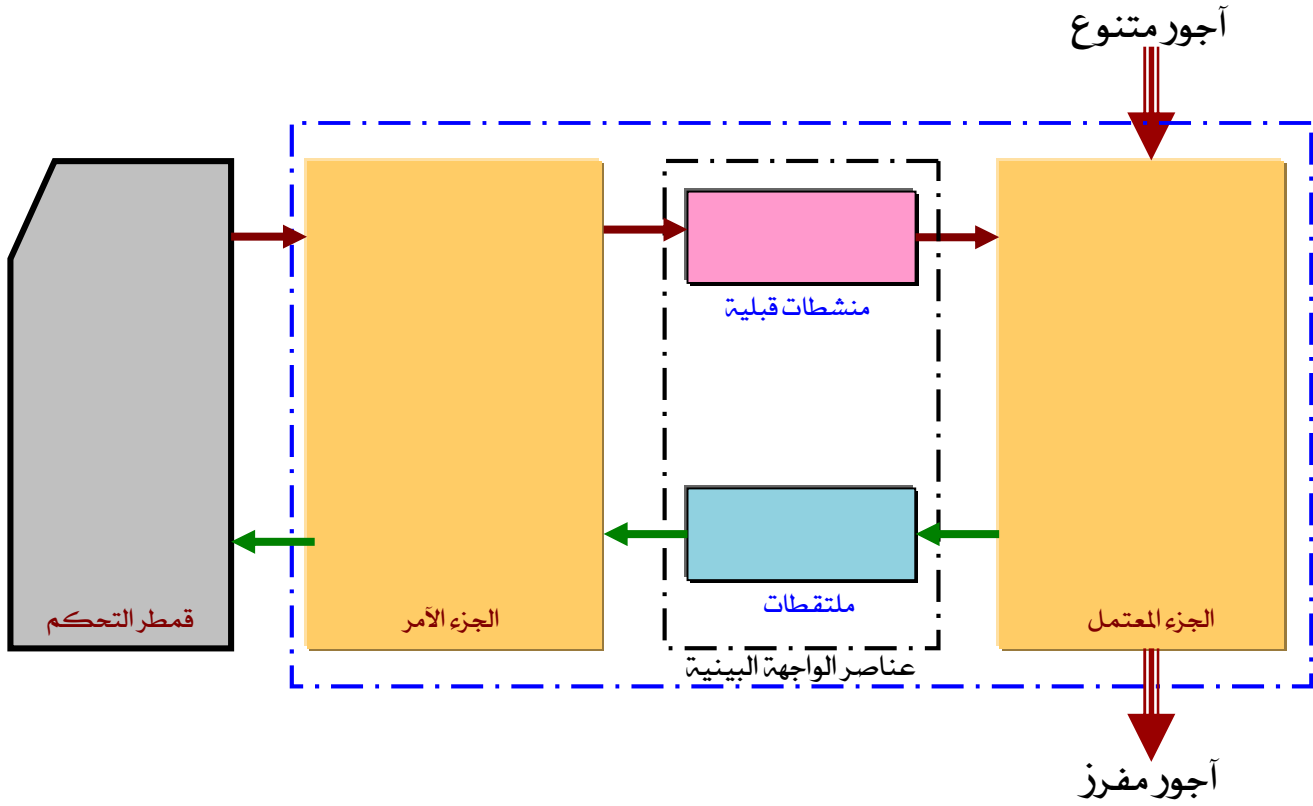 آجور متنوع
منشطات قبلية
ملتقطات
الجزء المعتمل
الجزء الآمر
قمطر التحكم
عناصر الواجهة البينية
آجور مفرز